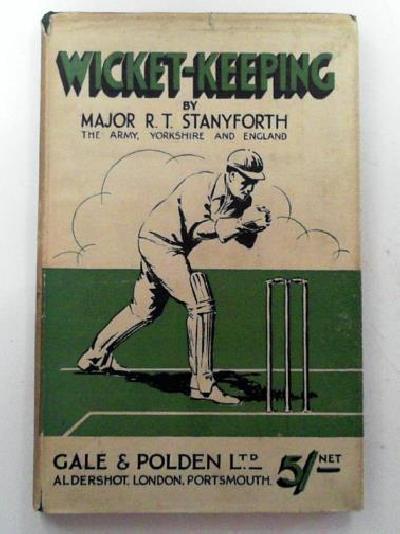 WICKET-KEEPING
BY
MAJOR R. T. STANYFORTH
THE ARMY, YORKSHIRE AND ENGLAND
GALE & POLDEN LTD
ALDERSHOT, LONDON, PORTSMOUTH.
5/- NET